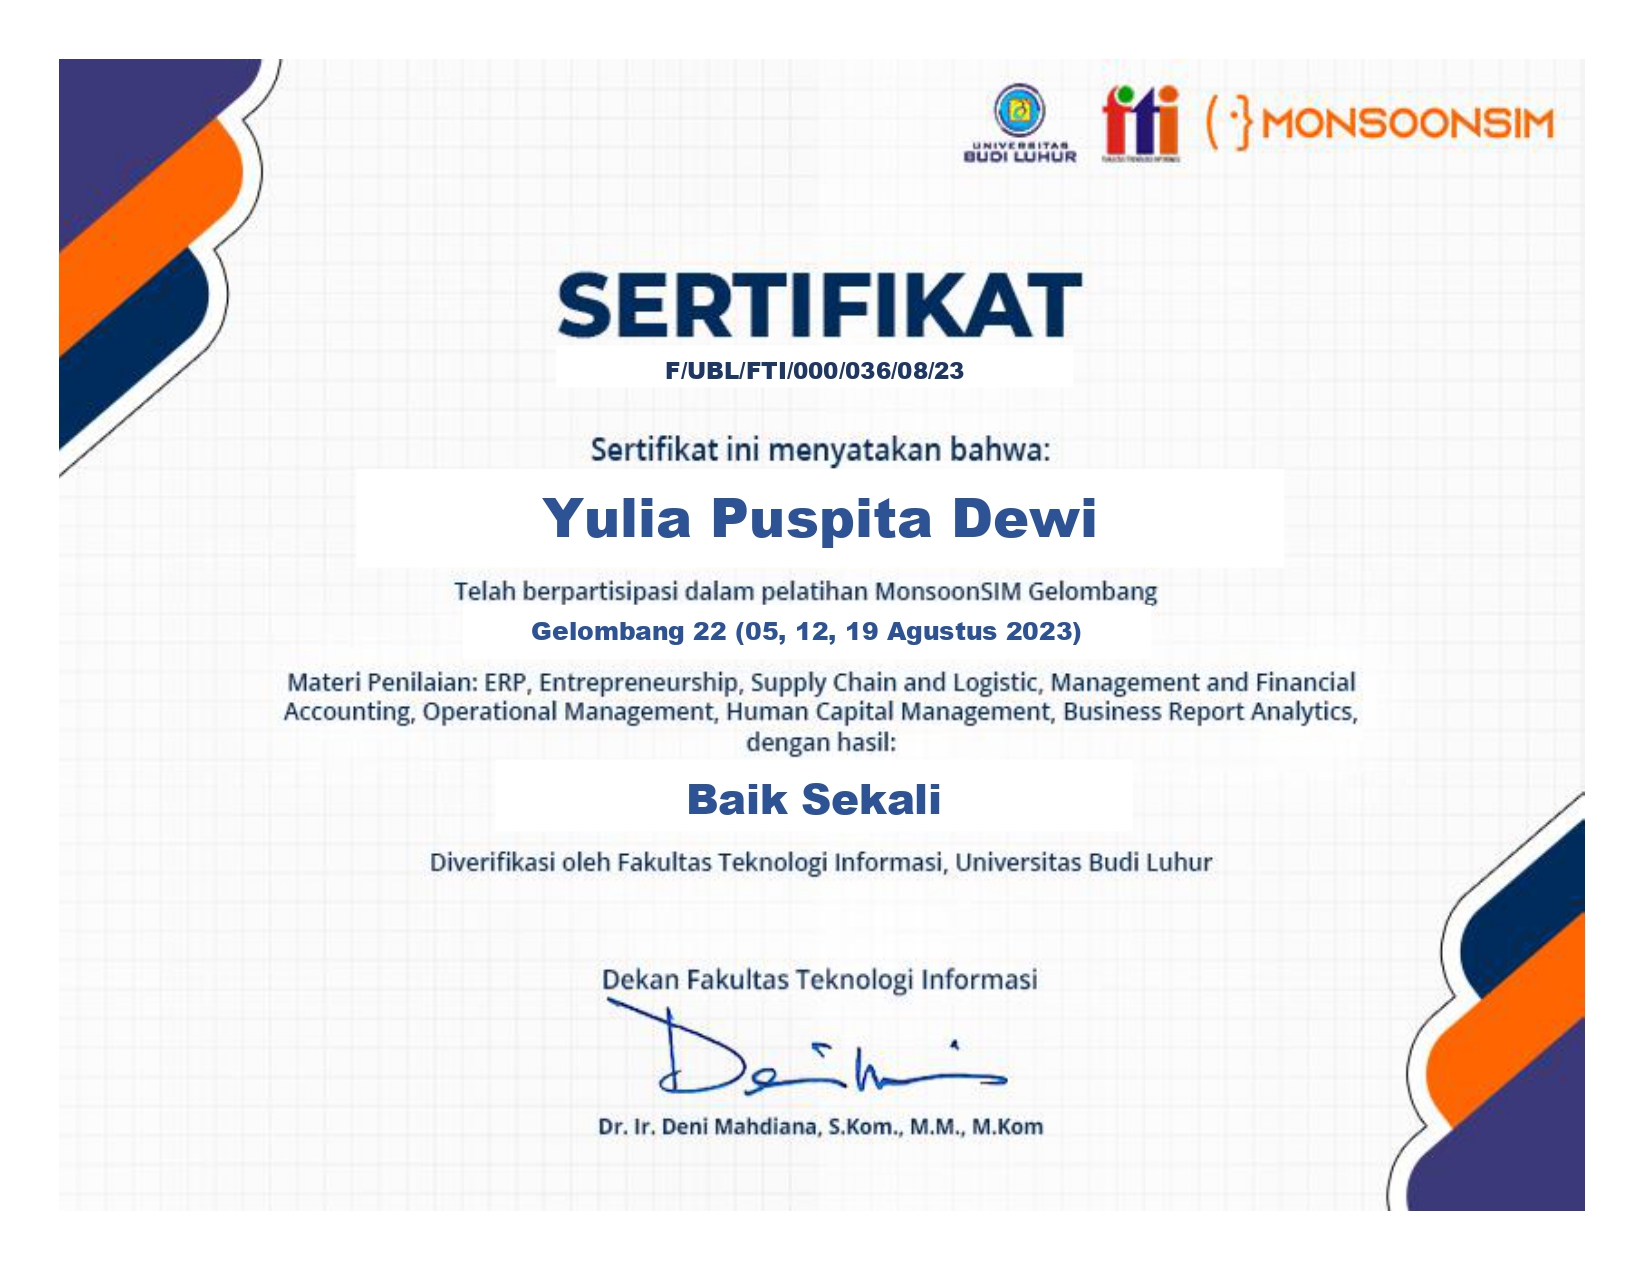 UNIVERSITAS
BUDI LUHUR
fti
FAKULTAS TEKNOLOGI INFORMASI
MONSOONSIM
SERTIFIKAT
F/UBL/FTI/000/036/08/23
Sertifikat ini menyatakan bahwa:
Yulia Puspita Dewi
Telah berpartisipasi dalam pelatihan MonsoonSIM Gelombang
Gelombang 22 (05, 12, 19 Agustus 2023)
Materi Penilaian: ERP, Entrepreneurship, Supply Chain and Logistic, Management and Financial
Accounting, Operational Management, Human Capital Management, Business Report Analytics,
dengan hasil:
Baik Sekali
Diverifikasi oleh Fakultas Teknologi Informasi, Universitas Budi Luhur
Dekan Fakultas Teknologi Informasi
Dr. Ir. Deni Mahdiana, S.Kom., M.M., M.Kom